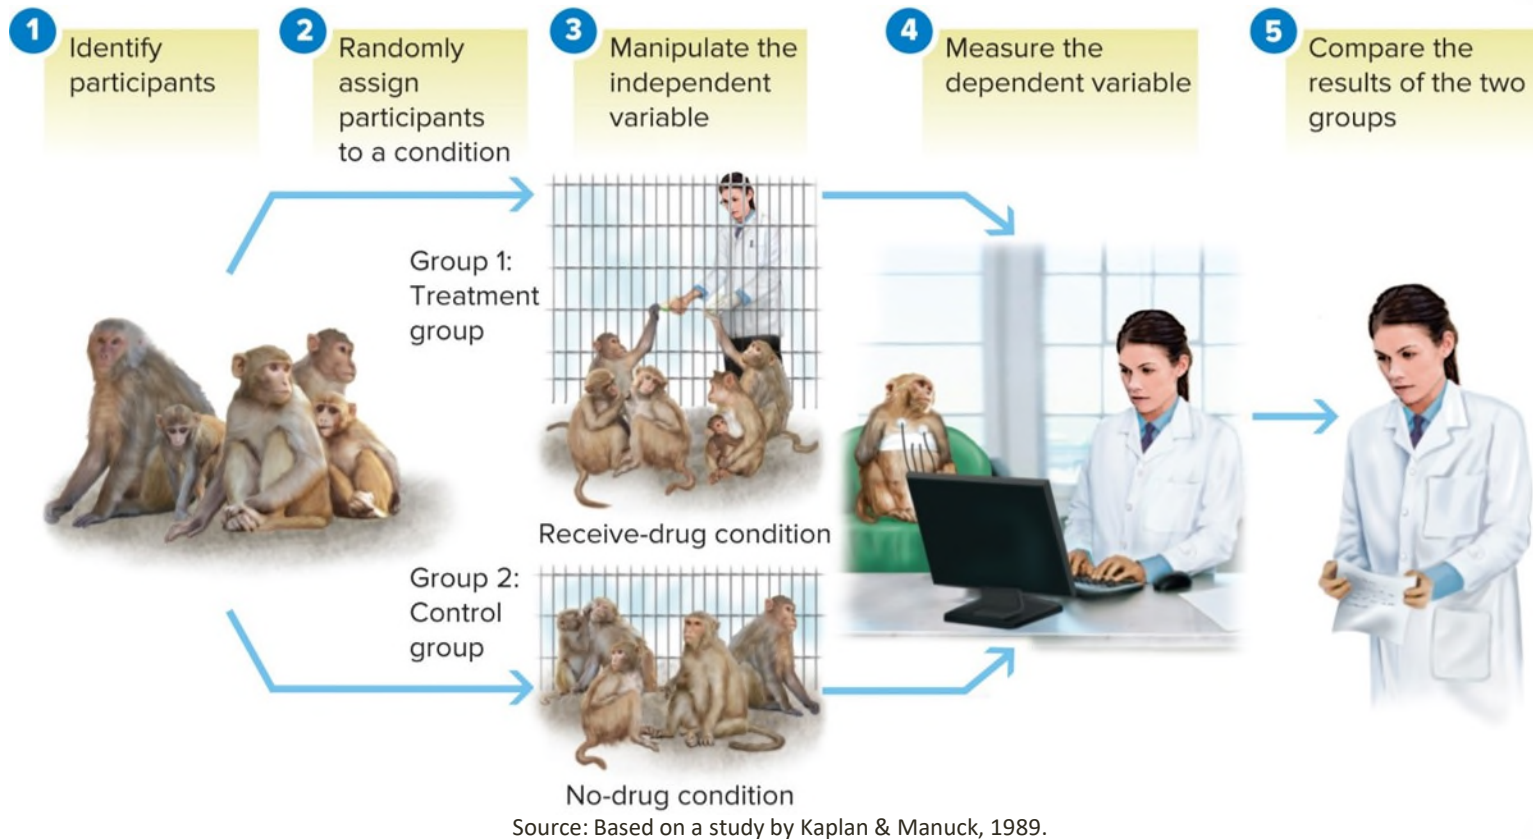 1
Identify
participants
2
Randomly
assign
participants
to a condition
3
Manipulate the
independent
variable
4
Measure the
dependent variable
5
Compare the
results of the two
groups
Group 1:
Treatment
group
Receive-drug condition
Group 2:
Control
group
No-drug condition
Source: Based on a study by Kaplan & Manuck, 1989.